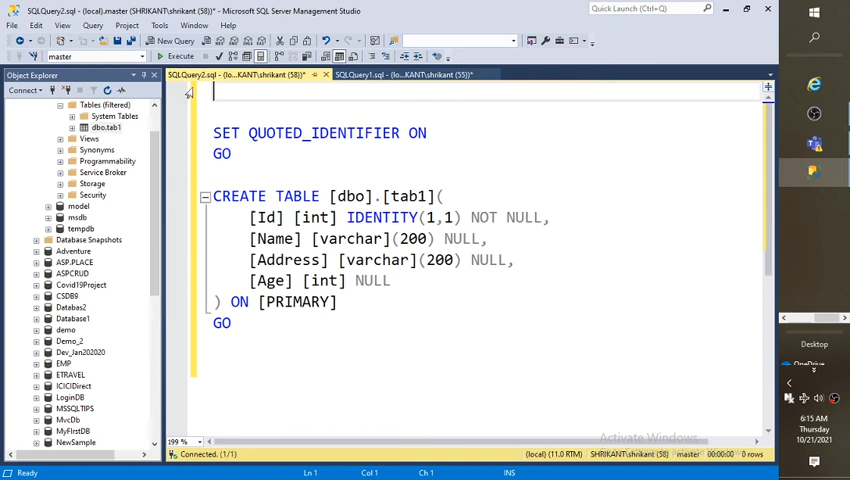 SQLQuery2.sql - (local).master (SHRIKANT\shrikant (58))* - Microsoft SQL Server Management Studio
Quick Launch (Ctrl+Q)
File Edit View Query Project Tools Window Help
New Query
master
Execute
Object Explorer
SQLQuery2.sql - (lo...KANT\shrikant (58))*
SQLQuery1.sql - (lo...KANT\shrikant (55))*
Connect
Tables (filtered)
System Tables
dbo.tab1
Views
Synonyms
Programmability
Service Broker
Storage
Security
model
msdb
tempdb
Database Snapshots
Adventure
ASP.PLACE
ASPCRUD
Covid19Project
CSDB9
Databas2
Database1
demo
Demo_2
Dev_Jan202020
EMP
ETRAVEL
ICICIDirect
LoginDB
MSSQLTIPS
MvcDb
MyFIrstDB
NewSample
SET QUOTED_IDENTIFIER ON
GO
CREATE TABLE [dbo].[tab1](
[Id] [int] IDENTITY(1,1) NOT NULL,
[Name] [varchar](200) NULL,
[Address] [varchar](200) NULL,
[Age] [int] NULL
) ON [PRIMARY]
GO
199 %
Activate Windows
Connected. (1/1)
(local) (11.0 RTM) SHRIKANT\shrikant (58) master 00:00:00 0 rows
Ready
Ln 1 Col 1 Ch 1 INS
Desktop
OneDrive
6:15 AM
Thursday
10/21/2021